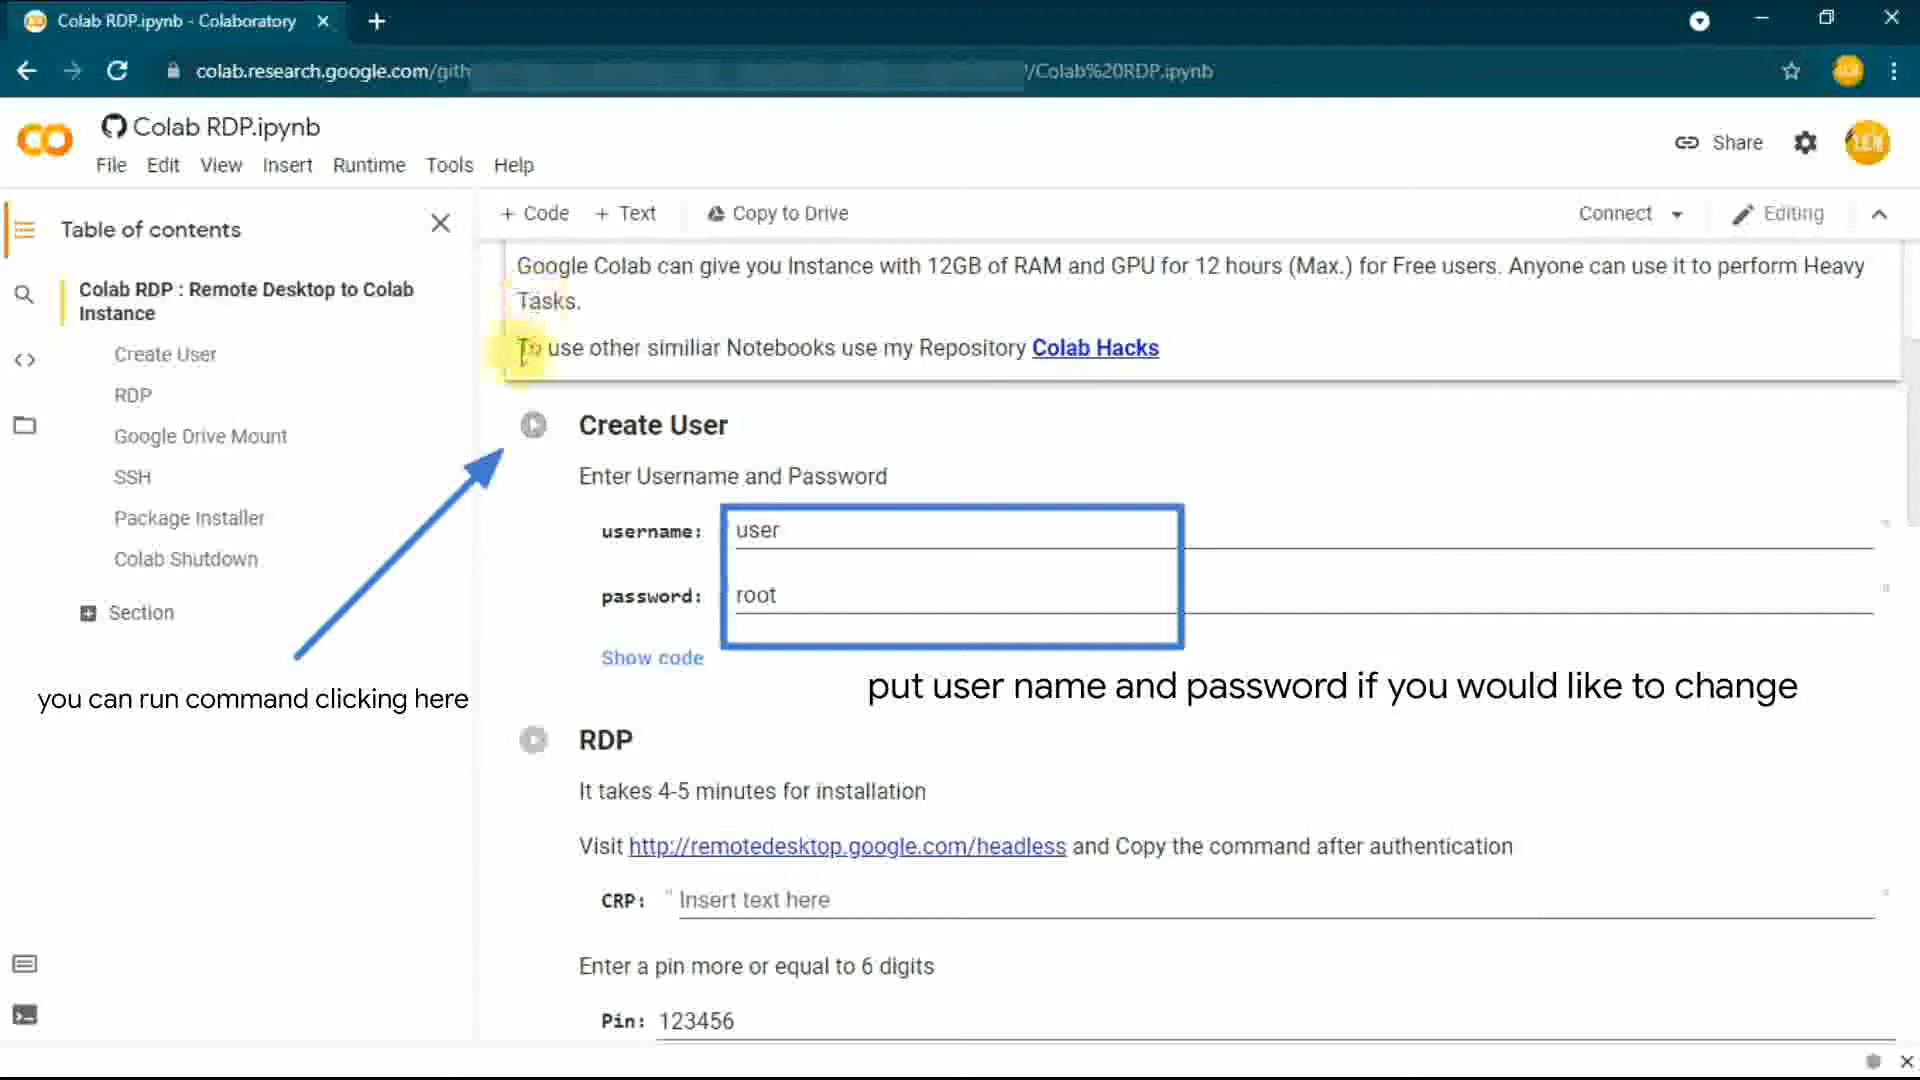 Colab RDP.ipynb - Colaboratory
colab.research.google.com/gith
/Colab%20RDP.ipynb
Colab RDP.ipynb
File Edit View Insert Runtime Tools Help
Share
+ Code + Text Copy to Drive
Connect
Editing
Table of contents
Colab RDP : Remote Desktop to Colab
Instance
Create User
RDP
Google Drive Mount
SSH
Package Installer
Colab Shutdown
Section
you can run command clicking here
Google Colab can give you Instance with 12GB of RAM and GPU for 12 hours (Max.) for Free users. Anyone can use it to perform Heavy
Tasks.
To use other similiar Notebooks use my Repository Colab Hacks
Create User
Enter Username and Password
username: user
password: root
Show code
put user name and password if you would like to change
RDP
It takes 4-5 minutes for installation
Visit http://remotedesktop.google.com/headless and Copy the command after authentication
CRP: " Insert text here "
Enter a pin more or equal to 6 digits
Pin: 123456